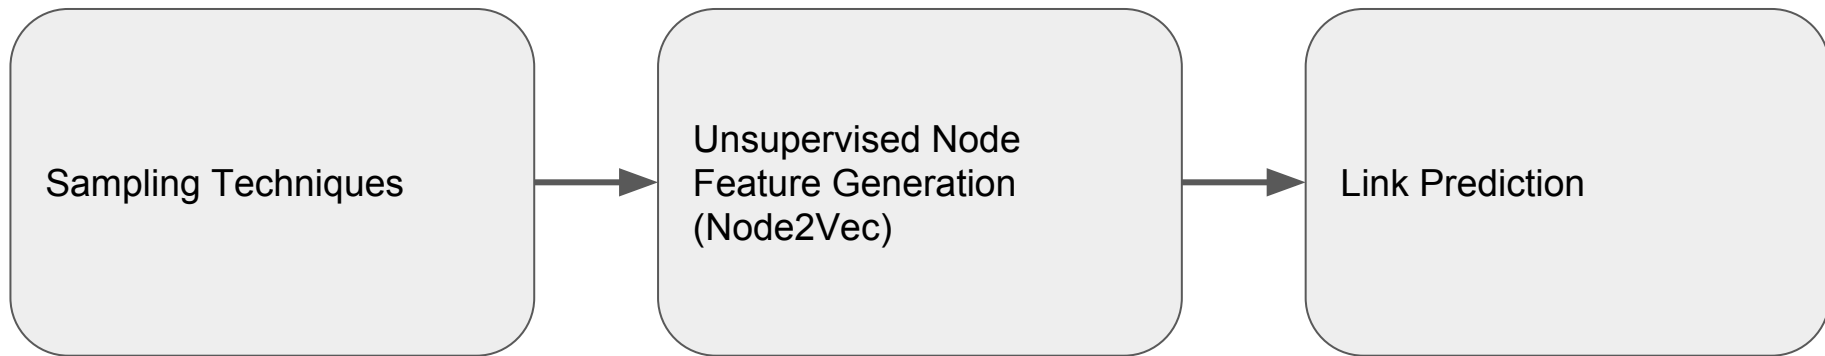 Sampling Techniques
Unsupervised Node
Feature Generation
(Node2Vec)
Link Prediction